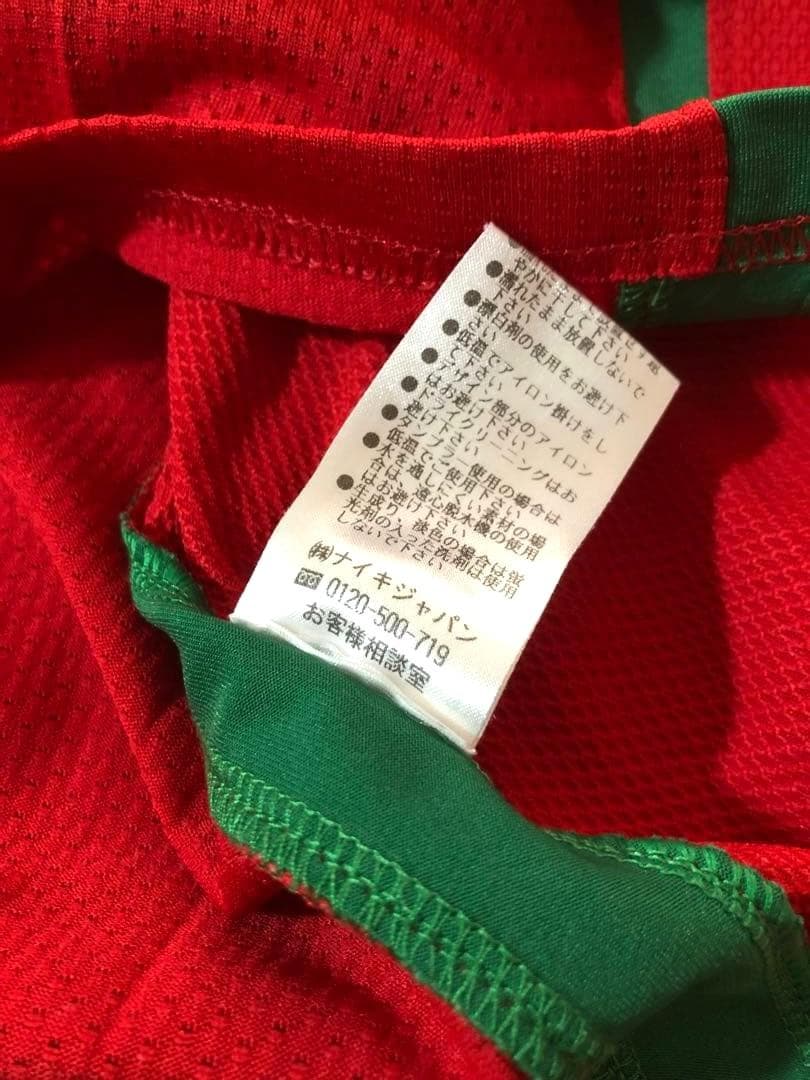 やかに干して下さい
●濡れたまま放置しないで
下さい
●漂白剤の使用をお避け下
さい
●低温でアイロン掛けをし
て下さい
●デザイン部分のアイロン
はお避け下さい
●ドライクリーニングはお
避け下さい
●タンブラー使用の場合は
低温でご使用下さい
●水を通しにくい素材の場
合は、遠心脱水機の使用
はお避け下さい
●生成り、淡色の場合は蛍
光剤の入った洗剤は使用
しないで下さい
㈱ナイキジャパン
0120-500-719
お客様相談室